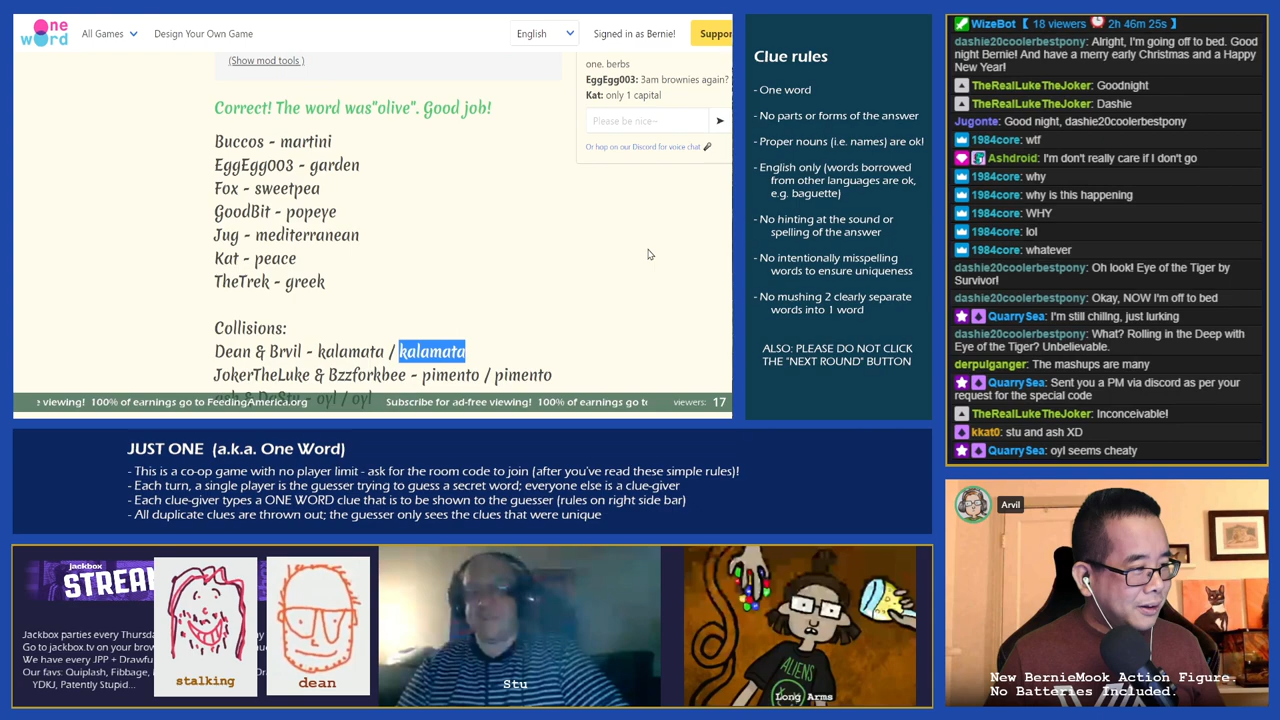 One word
All Games
Design Your Own Game
English
Signed in as Bernie!
Suppor
(Show mod tools )
Correct! The word was"olive". Good job!
Buccos - martini
EggEgg003 - garden
Fox - sweetpea
GoodBit - popeye
Jug - mediterranean
Kat - peace
TheTrek - greek
Collisions:
Dean & Brvil - kalamata / kalamata
JokerTheLuke & Bzzforkbee - pimento / pimento
ash & DaStu - oyl / oyl
one. berbs
EggEgg003: 3am brownies again?
Kat: only 1 capital
Please be nice~
Or hop on our Discord for voice chat
e viewing! 100% of earnings go to FeedingAmerica.org
Subscribe for ad-free viewing! 100% of earnings go to
viewers: 17
Clue rules
- One word
- No parts or forms of the answer
- Proper nouns (i.e. names) are ok!
- English only (words borrowed
from other languages are ok,
e.g. baguette)
- No hinting at the sound or
spelling of the answer
- No intentionally misspelling
words to ensure uniqueness
- No mushing 2 clearly separate
words into 1 word
ALSO: PLEASE DO NOT CLICK
THE "NEXT ROUND" BUTTON
WizeBot【 18 viewers 2h 46m 25s 】
dashie20coolerbestpony: Alright, I'm going off to bed. Good
night Bernie! And have a merry early Christmas and a Happy
New Year!
TheRealLukeTheJoker: Goodnight
TheRealLukeTheJoker: Dashie
Jugonte: Good night, dashie20coolerbestpony
1984core: wtf
Ashdroid: I'm don't really care if I don't go
1984core: why
1984core: why is this happening
1984core: WHY
1984core: lol
1984core: whatever
dashie20coolerbestpony: Oh look! Eye of the Tiger by
Survivor!
dashie20coolerbestpony: Okay, NOW I'm off to bed
QuarrySea: I'm still chillng, just lurking
dashie20coolerbestpony: What? Rolling in the Deep with
Eye of the Tiger? Unbelievable.
derpulganger: The mashups are many
QuarrySea: Sent you a PM via discord as per your
request for the special code
TheRealLukeTheJoker: Inconceivable!
kkat0: stu and ash XD
QuarrySea: oyl seems cheaty
JUST ONE (a.k.a. One Word)
- This is a co-op game with no player limit - ask for the room code to join (after you've read these simple rules)!
- Each turn, a single player is the guesser trying to guess a secret word; everyone else is a clue-giver
- Each clue-giver types a ONE WORD clue that is to be shown to the guesser (rules on right side bar)
- All duplicate clues are thrown out; the guesser only sees the clues that were unique
jackbox
STREA
Jackbox parties every Thursda
Go to jackbox.tv on your brow
We have every JPP + Drawfu
Our favs: Quiplash, Fibbage,
YDKJ, Patently Stupid...
stalking
dean
Stu
ALIENS
Long Arms
Arvil
New BernieMook Action Figure.
No Batteries Included.